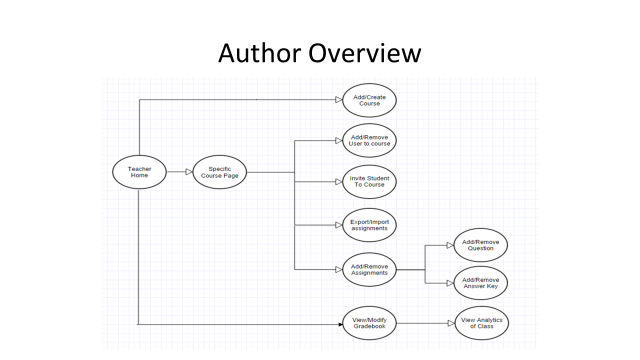 Author Overview
Add/Create
Course
Add/Remove
User to course
Teacher
Home
Specific
Course Page
Invite Student
To Course
Export/Import
assignments
Add/Remove
Assignments
Add/Remove
Question
Add/Remove
Answer Key
View/Modify
Gradebook
View Analytics
of Class